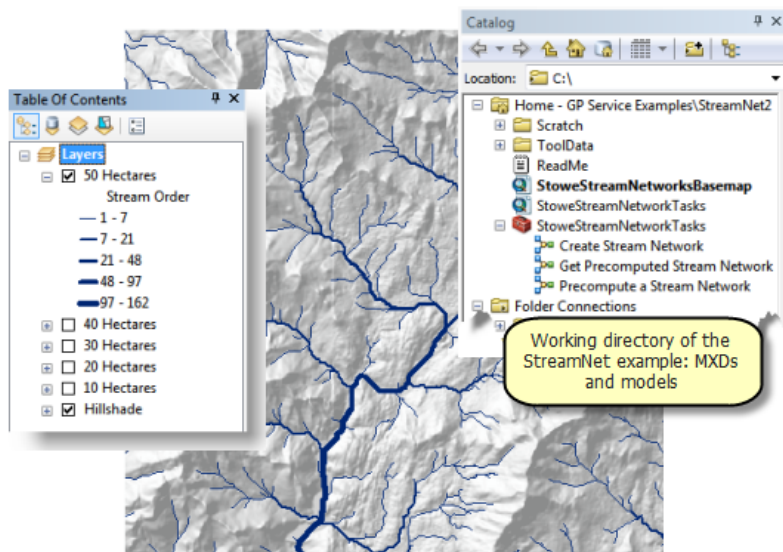 Table Of Contents
Layers
50 Hectares
Stream Order
1 - 7
7 - 21
21 - 48
48 - 97
97 - 162
40 Hectares
30 Hectares
20 Hectares
10 Hectares
Hillshade
Catalog
Location: C:\
Home - GP Service Examples\StreamNet2
Scratch
ToolData
ReadMe
StoweStreamNetworksBasemap
StoweStreamNetworkTasks
StoweStreamNetworkTasks
Create Stream Network
Get Precomputed Stream Network
Precompute a Stream Network
Folder Connections
Working directory of the
StreamNet example: MXDs
and models